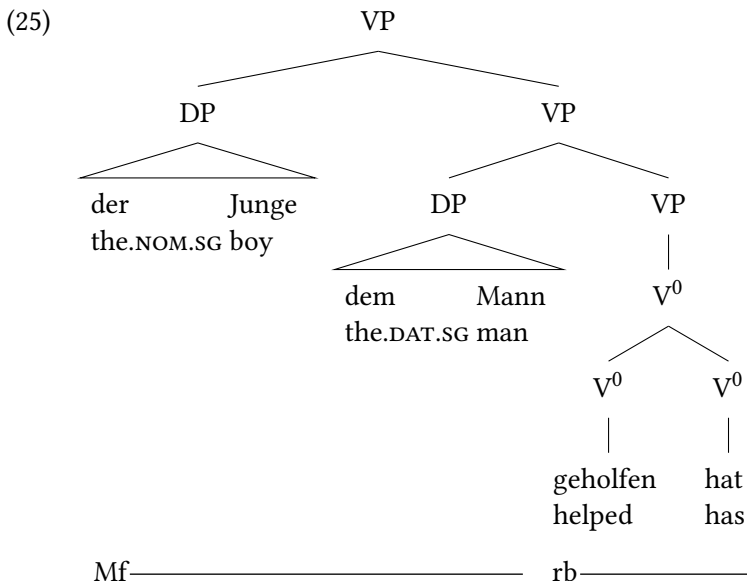 (25) VP
DP VP
der Junge DP VP
the.NOM.SG boy
dem Mann V⁰
the.DAT.SG man
V⁰ V⁰
geholfen hat
helped has
Mf rb